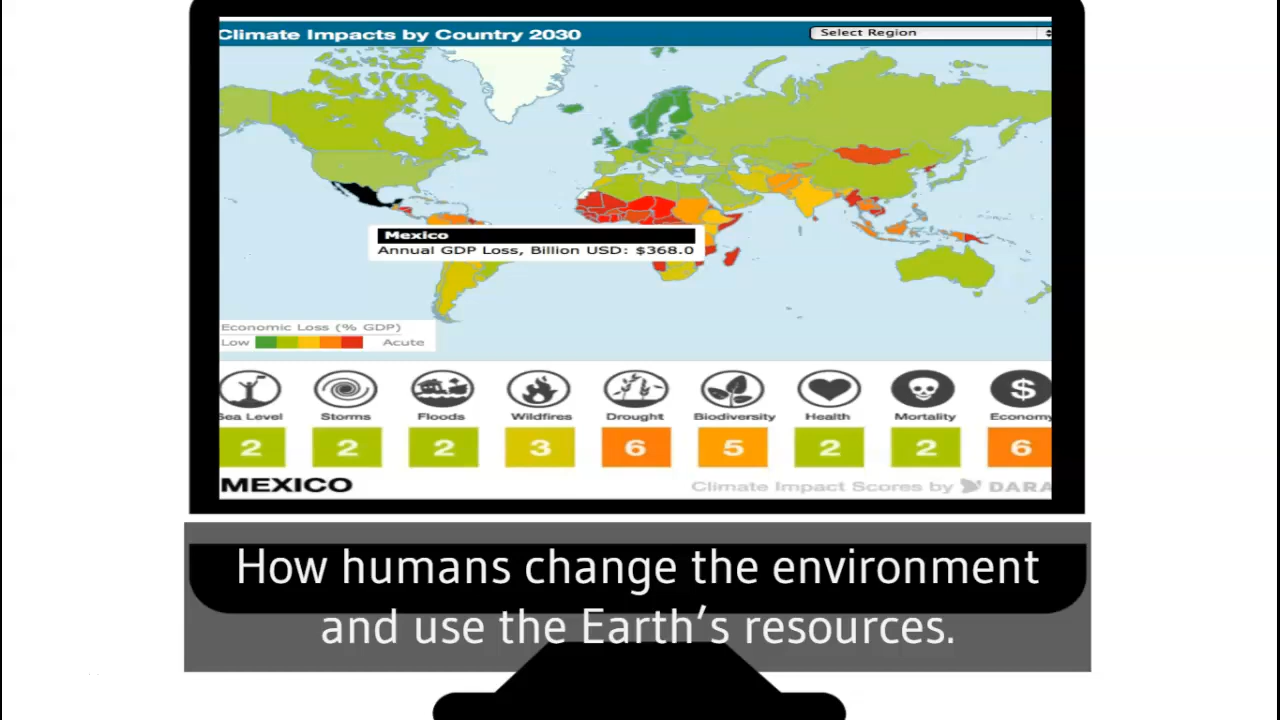 Climate Impacts by Country 2030
Select Region
Mexico
Annual GDP Loss, Billion USD: $368.0
Economic Loss (% GDP)
Low Acute
Sea Level Storms Floods Wildfires Drought Biodiversity Health Mortality Economy
2 2 2 3 6 5 2 2 6
MEXICO
Climate Impact Scores by DARA
How humans change the environment
and use the Earth’s resources.